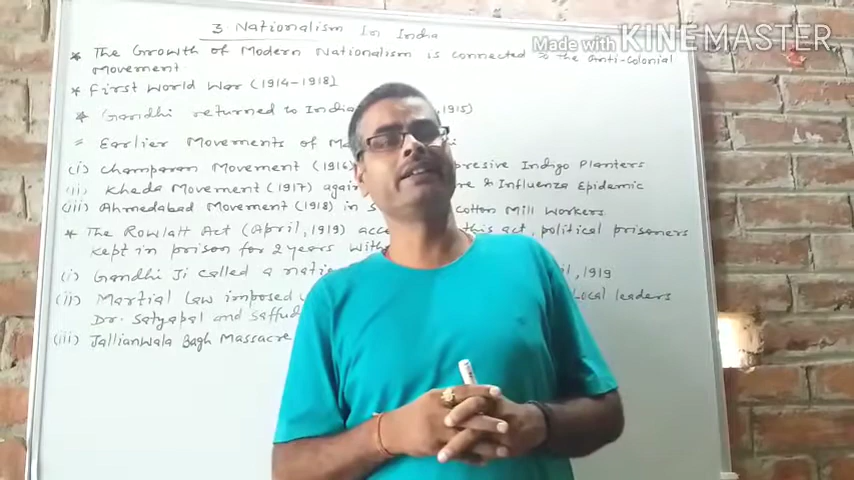 3. Nationalism In India
Made with KINEMASTER
* The Growth of Modern Nationalism is connected to the Anti-Colonial
Movement
* First World War (1914-1918)
* Gandhi returned to India 1915)
= Earlier Movements of
(i) Champaran Movement (1916 Indigo Planters
(ii) Kheda Movement (1917) & Influenza Epidemic
(iii) Ahmedabad Movement (1918) in Cotton Mill Workers
* The Rowlatt Act (April, 1919) Act, Political prisoners
kept in prison for 2 years
(i) Gandhi Ji called a 1919
(ii) Martial Law imposed Local leaders
Dr. Satyapal and
(iii) Jallianwala Bagh Massacre